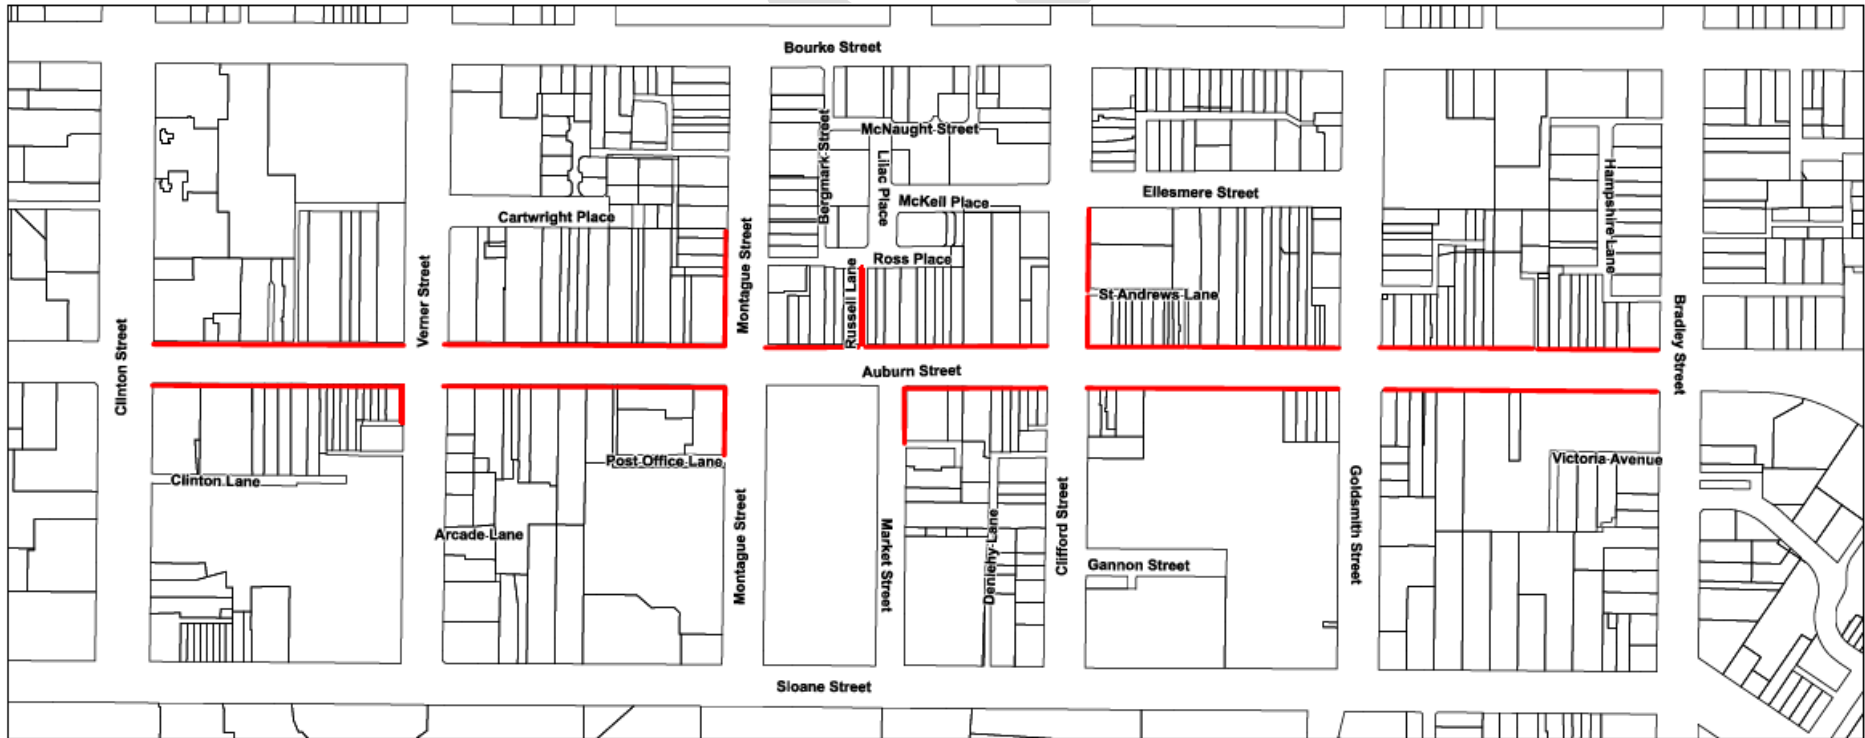 Bourke Street
McNaught Street
Bergmark Street
Lilac Place
Hampshire Lane
Ellesmere Street
McKell Place
Cartwright Place
Montague Street
Verner Street
Ross Place
Russell Lane
St Andrews Lane
Clinton Street
Bradley Street
Auburn Street
Post Office Lane
Victoria Avenue
Clinton Lane
Goldsmith Street
Clifford Street
Montague Street
Market Street
Deniehy Lane
Arcade Lane
Gannon Street
Sloane Street